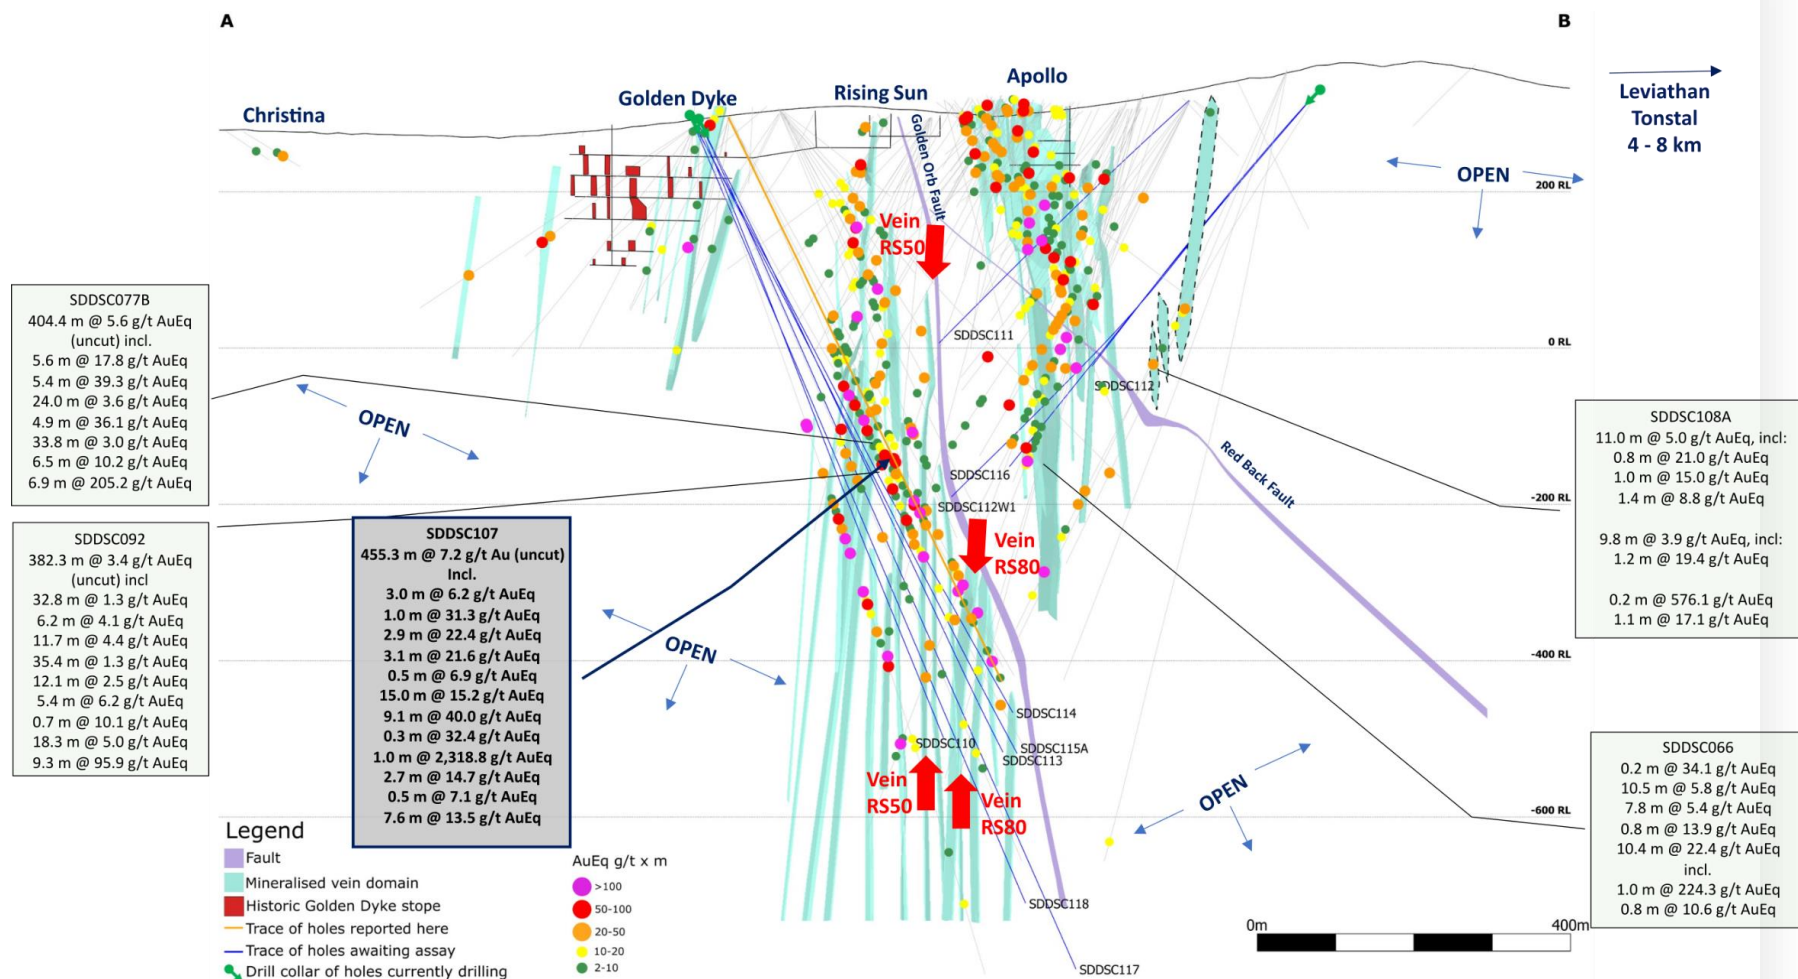 A
B
Christina
Golden Dyke
Rising Sun
Apollo
Leviathan
Tonstal
4 - 8 km
Golden Orb Fault
OPEN
200 RL
Vein
RS50
SDDSC077B
404.4 m @ 5.6 g/t AuEq
(uncut) incl.
5.6 m @ 17.8 g/t AuEq
5.4 m @ 39.3 g/t AuEq
24.0 m @ 3.6 g/t AuEq
4.9 m @ 36.1 g/t AuEq
33.8 m @ 3.0 g/t AuEq
6.5 m @ 10.2 g/t AuEq
6.9 m @ 205.2 g/t AuEq
SDDSC111
0 RL
SDDSC112
OPEN
SDDSC108A
11.0 m @ 5.0 g/t AuEq, incl:
0.8 m @ 21.0 g/t AuEq
1.0 m @ 15.0 g/t AuEq
1.4 m @ 8.8 g/t AuEq
9.8 m @ 3.9 g/t AuEq, incl:
1.2 m @ 19.4 g/t AuEq
0.2 m @ 576.1 g/t AuEq
1.1 m @ 17.1 g/t AuEq
Red Back Fault
SDDSC116
-200 RL
SDDSC112W1
SDDSC092
382.3 m @ 3.4 g/t AuEq
(uncut) incl
32.8 m @ 1.3 g/t AuEq
6.2 m @ 4.1 g/t AuEq
11.7 m @ 4.4 g/t AuEq
35.4 m @ 1.3 g/t AuEq
12.1 m @ 2.5 g/t AuEq
5.4 m @ 6.2 g/t AuEq
0.7 m @ 10.1 g/t AuEq
18.3 m @ 5.0 g/t AuEq
9.3 m @ 95.9 g/t AuEq
SDDSC107
455.3 m @ 7.2 g/t Au (uncut)
Incl.
3.0 m @ 6.2 g/t AuEq
1.0 m @ 31.3 g/t AuEq
2.9 m @ 22.4 g/t AuEq
3.1 m @ 21.6 g/t AuEq
0.5 m @ 6.9 g/t AuEq
15.0 m @ 15.2 g/t AuEq
9.1 m @ 40.0 g/t AuEq
0.3 m @ 32.4 g/t AuEq
1.0 m @ 2,318.8 g/t AuEq
2.7 m @ 14.7 g/t AuEq
0.5 m @ 7.1 g/t AuEq
7.6 m @ 13.5 g/t AuEq
Vein
RS80
OPEN
-400 RL
SDDSC114
SDDSC110
SDDSC115A
SDDSC113
Vein
RS50
Vein
RS80
OPEN
-600 RL
SDDSC066
0.2 m @ 34.1 g/t AuEq
10.5 m @ 5.8 g/t AuEq
7.8 m @ 5.4 g/t AuEq
0.8 m @ 13.9 g/t AuEq
10.4 m @ 22.4 g/t AuEq
incl.
1.0 m @ 224.3 g/t AuEq
0.8 m @ 10.6 g/t AuEq
SDDSC118
SDDSC117
0m
400m
Legend
Fault
Mineralised vein domain
Historic Golden Dyke stope
Trace of holes reported here
Trace of holes awaiting assay
Drill collar of holes currently drilling
AuEq g/t x m
>100
50-100
20-50
10-20
2-10